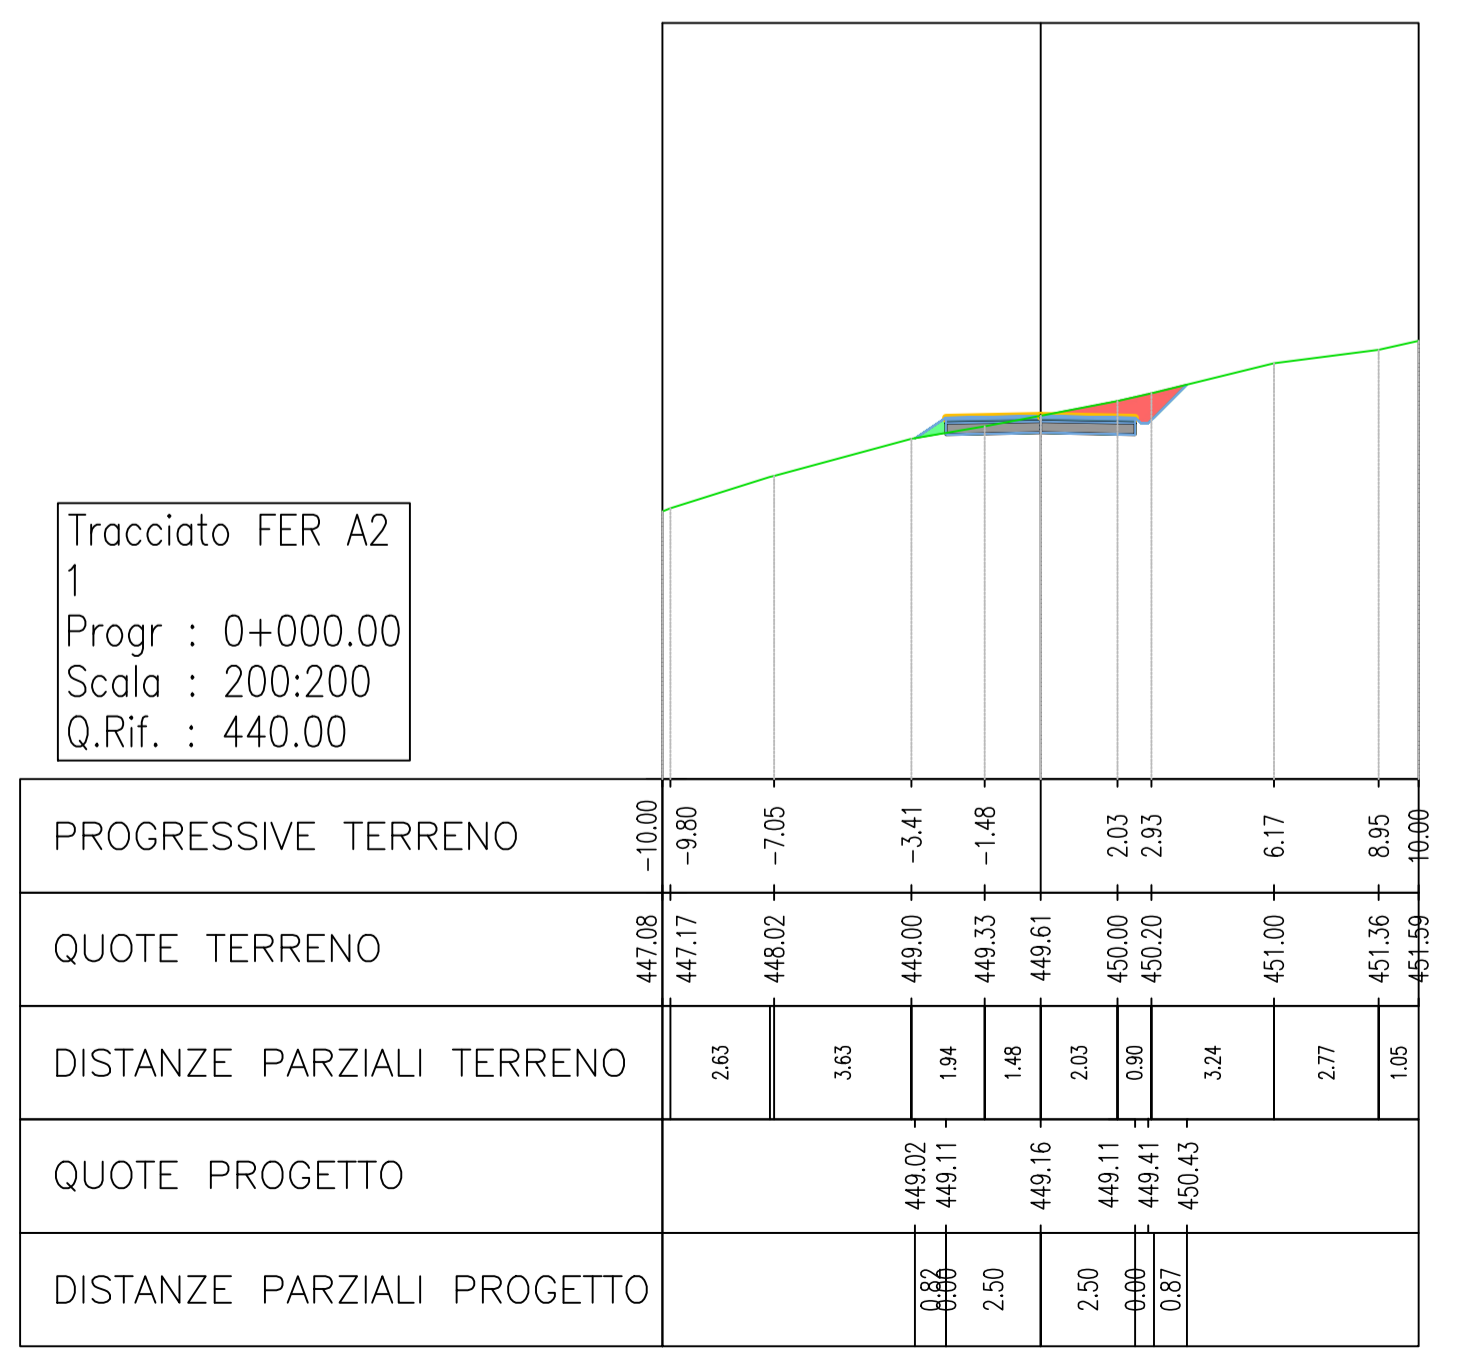 Tracciato FER A2
1
Progr : 0+000.00
Scala : 200:200
Q.Rif. : 440.00
PROGRESSIVE TERRENO -10.00 -9.80 -7.05 -3.41 -1.48 2.03 2.93 6.17 8.95 10.00
QUOTE TERRENO 447.08 447.17 448.02 449.00 449.33 449.61 450.00 450.20 451.00 451.36 451.59
DISTANZE PARZIALI TERRENO 2.63 3.63 1.94 1.48 2.03 0.90 3.24 2.77 1.05
QUOTE PROGETTO 449.02 449.11 449.16 449.11 449.41 450.43
DISTANZE PARZIALI PROGETTO 0.82 0.00 2.50 2.50 0.00 0.87